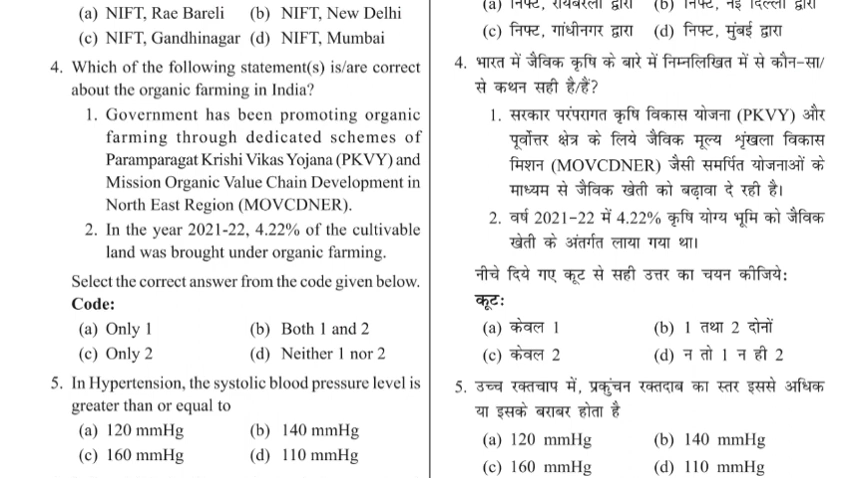 (a) NIFT, Rae Bareli (b) NIFT, New Delhi
(c) NIFT, Gandhinagar (d) NIFT, Mumbai
4. Which of the following statement(s) is/are correct
about the organic farming in India?
1. Government has been promoting organic
farming through dedicated schemes of
Paramparagat Krishi Vikas Yojana (PKVY) and
Mission Organic Value Chain Development in
North East Region (MOVCDNER).
2. In the year 2021-22, 4.22% of the cultivable
land was brought under organic farming.
Select the correct answer from the code given below.
Code:
(a) Only 1 (b) Both 1 and 2
(c) Only 2 (d) Neither 1 nor 2
5. In Hypertension, the systolic blood pressure level is
greater than or equal to
(a) 120 mmHg (b) 140 mmHg
(c) 160 mmHg (d) 110 mmHg
(a) निफ्ट, रायबरेली द्वारा (b) निफ्ट, नई दिल्ली द्वारा
(c) निफ्ट, गांधीनगर द्वारा (d) निफ्ट, मुंबई द्वारा
4. भारत में जैविक कृषि के बारे में निम्नलिखित में से कौन-सा/
से कथन सही है/हैं?
1. सरकार परंपरागत कृषि विकास योजना (PKVY) और
पूर्वोत्तर क्षेत्र के लिये जैविक मूल्य शृंखला विकास
मिशन (MOVCDNER) जैसी समर्पित योजनाओं के
माध्यम से जैविक खेती को बढ़ावा दे रही है।
2. वर्ष 2021-22 में 4.22% कृषि योग्य भूमि को जैविक
खेती के अंतर्गत लाया गया था।
नीचे दिये गए कूट से सही उत्तर का चयन कीजिये:
कूट:
(a) केवल 1 (b) 1 तथा 2 दोनों
(c) केवल 2 (d) न तो 1 न ही 2
5. उच्च रक्तचाप में, प्रकुंचन रक्तदाब का स्तर इससे अधिक
या इसके बराबर होता है
(a) 120 mmHg (b) 140 mmHg
(c) 160 mmHg (d) 110 mmHg